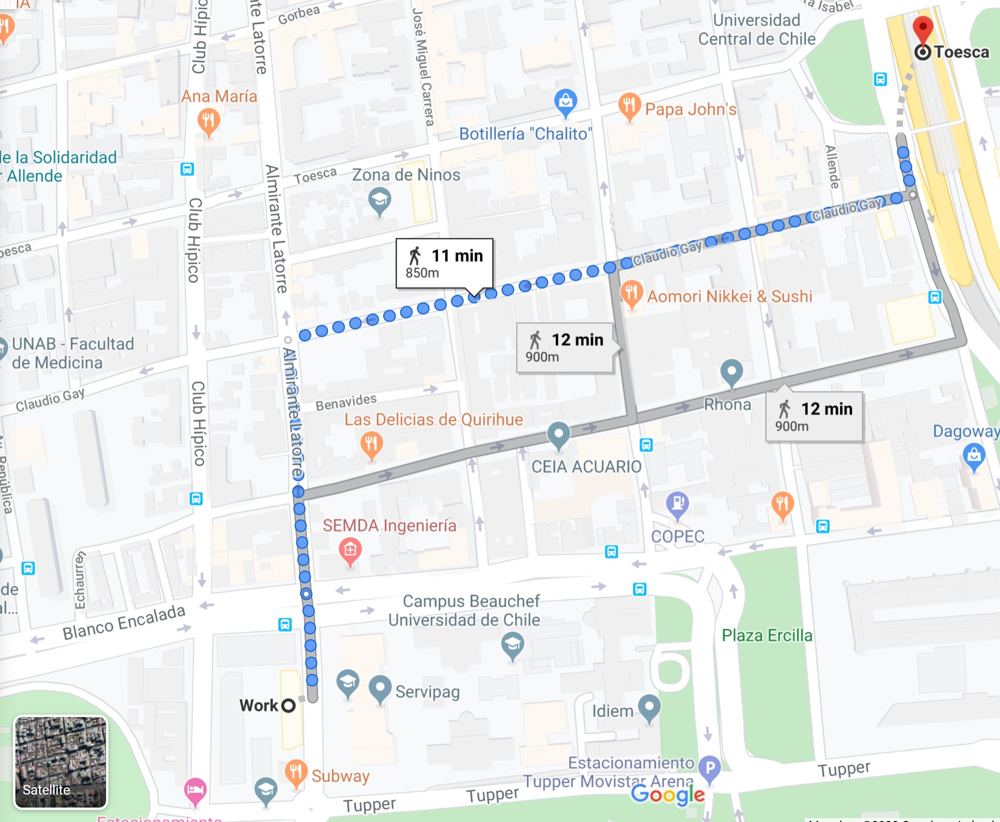 Gorbea
Club Hípico
Latorre
José Miguel Carrera
Universidad
Central de Chile
Isabel
Toesca
Ana María
Papa John's
Botillería "Chalito"
de la Solidaridad
Allende
Toesca
Zona de Ninos
Allende
Almirante Latorre
Club Hípico
Claudio Gay
11 min
850m
Claudio Gay
Aomori Nikkei & Sushi
UNAB - Facultad
de Medicina
12 min
900m
Almirante Latorre
Claudio Gay
Club Hípico
Benavides
Las Delicias de Quirihue
Rhona
12 min
900m
Dagoway
Av. República
CEIA ACUARIO
SEMDA Ingeniería
COPEC
Echaurren
de
al...
Blanco Encalada
Campus Beauchef
Universidad de Chile
Plaza Ercilla
Servipag
Work
Idiem
Satellite
Subway
Estacionamiento
Tupper Movistar Arena
Tupper
Tupper
Tupper
Google
Estacionamiento